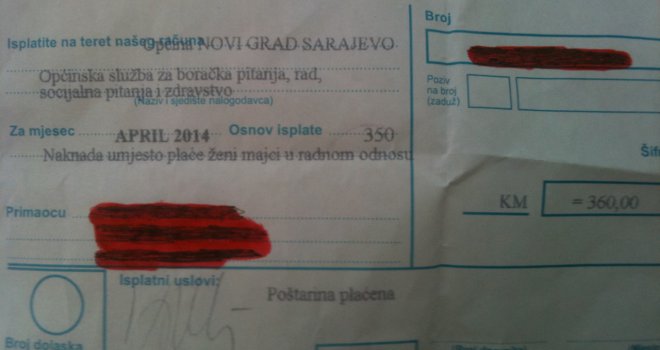 Broj
Isplatite na teret našeg računa Općina NOVI GRAD SARAJEVO
Općinska služba za boračka pitanja, rad,
socijalna pitanja i zdravstvo
(Naziv i sjedište nalogodavca)
Poziv
na broj
(zaduž)
Za mjesec APRIL 2014 Osnov isplate 350
Naknada umjesto plaće ženi majci u radnom odnosu
Šif
KM = 360,00
Primaocu
Isplatni uslovi:
Poštarina plaćena
Broj dolaska